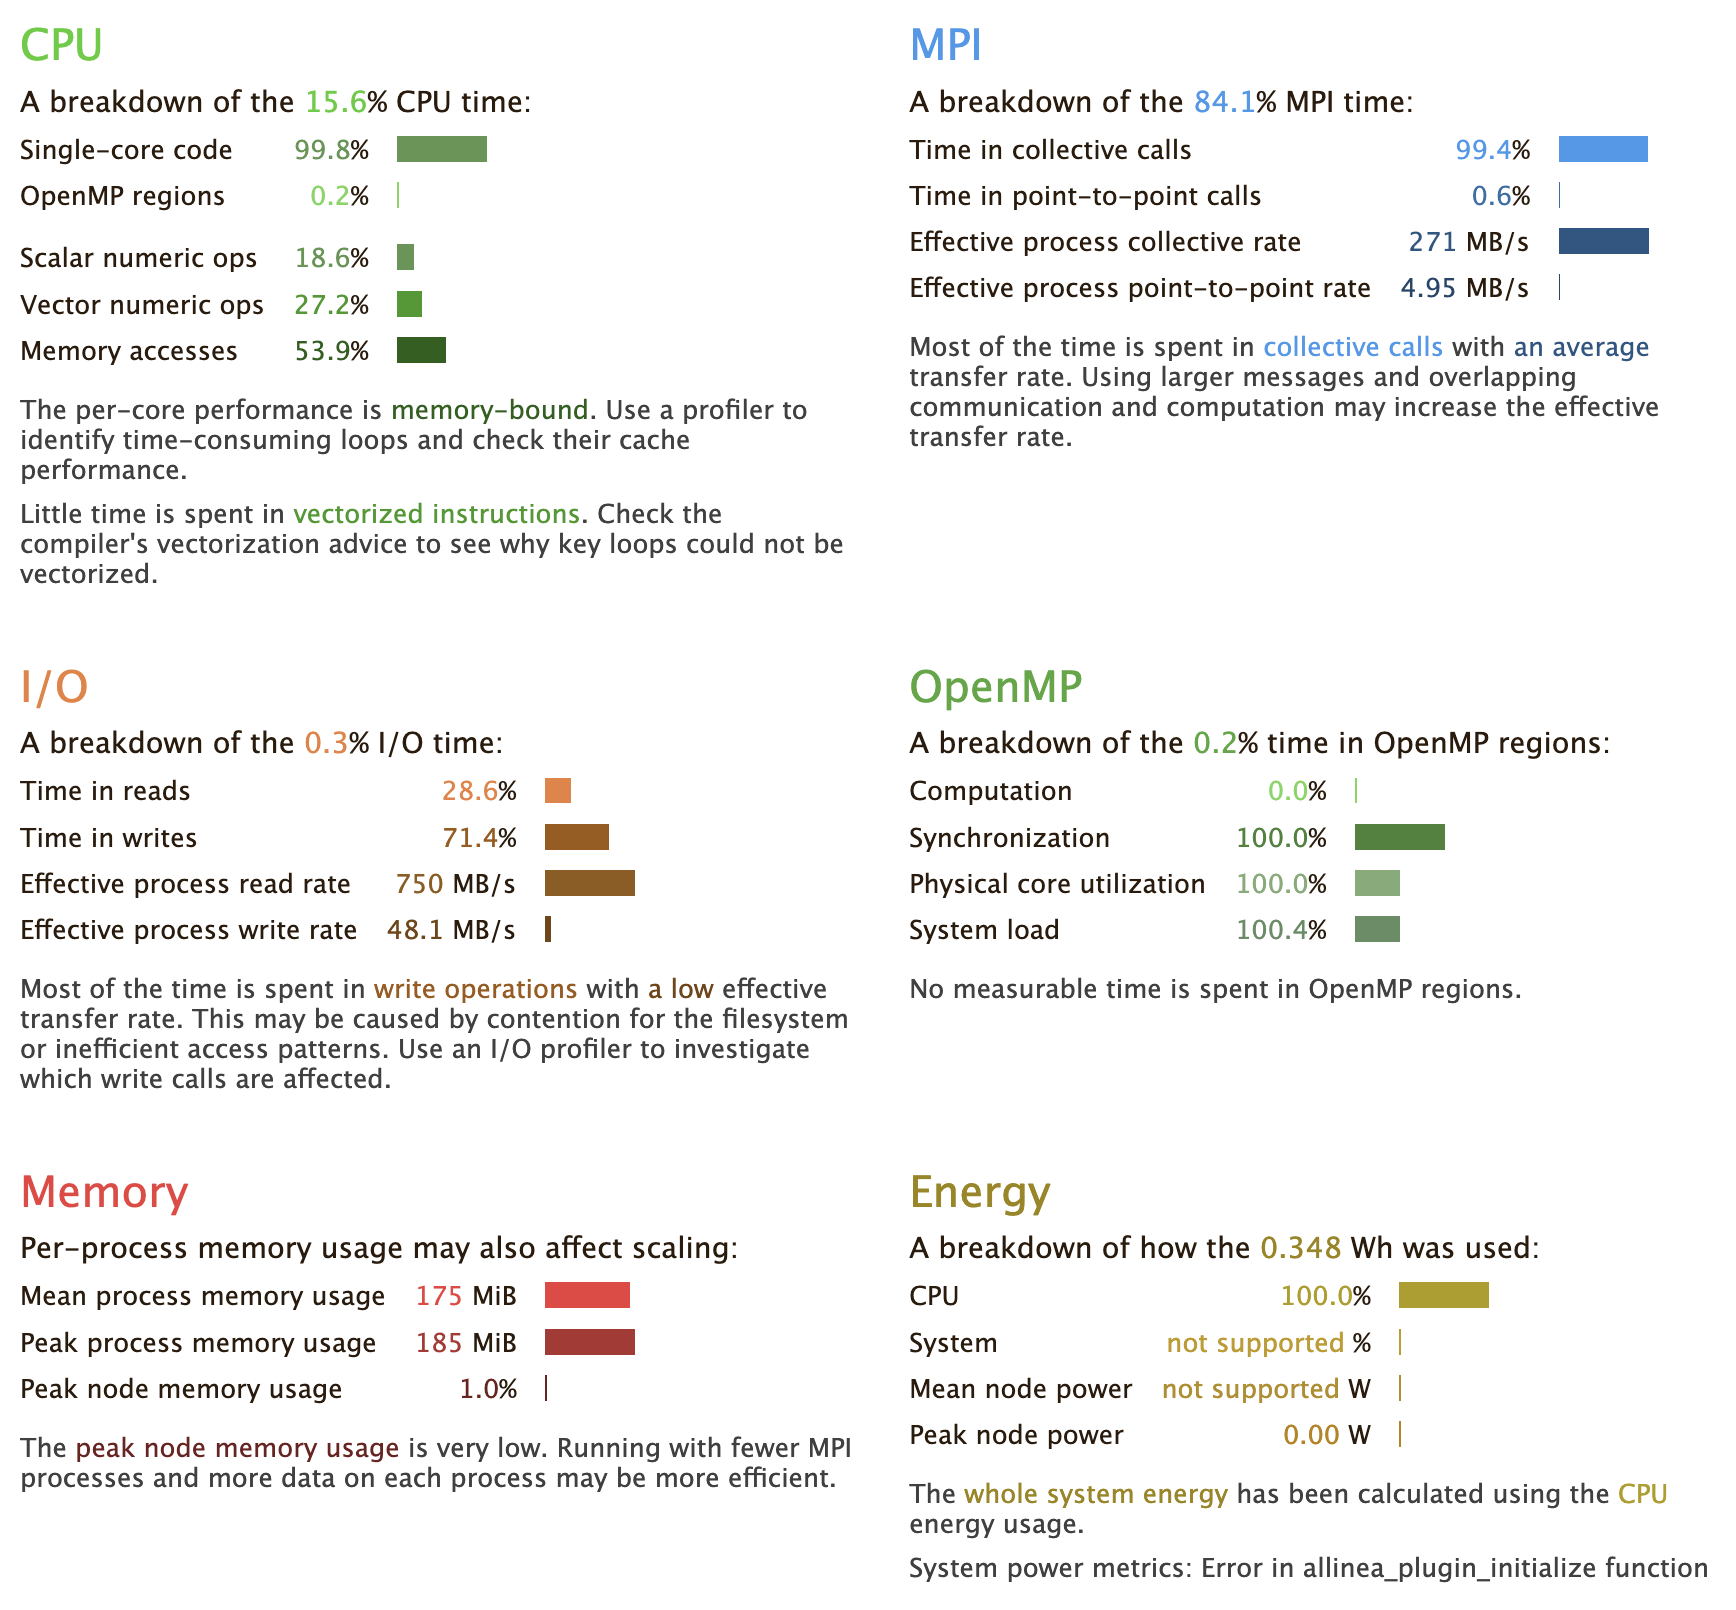 CPU
A breakdown of the 15.6% CPU time:
Single-core code 99.8%
OpenMP regions 0.2%
Scalar numeric ops 18.6%
Vector numeric ops 27.2%
Memory accesses 53.9%
The per-core performance is memory-bound. Use a profiler to
identify time-consuming loops and check their cache
performance.
Little time is spent in vectorized instructions. Check the
compiler's vectorization advice to see why key loops could not be
vectorized.
MPI
A breakdown of the 84.1% MPI time:
Time in collective calls 99.4%
Time in point-to-point calls 0.6%
Effective process collective rate 271 MB/s
Effective process point-to-point rate 4.95 MB/s
Most of the time is spent in collective calls with an average
transfer rate. Using larger messages and overlapping
communication and computation may increase the effective
transfer rate.
I/O
A breakdown of the 0.3% I/O time:
Time in reads 28.6%
Time in writes 71.4%
Effective process read rate 750 MB/s
Effective process write rate 48.1 MB/s
Most of the time is spent in write operations with a low effective
transfer rate. This may be caused by contention for the filesystem
or inefficient access patterns. Use an I/O profiler to investigate
which write calls are affected.
OpenMP
A breakdown of the 0.2% time in OpenMP regions:
Computation 0.0%
Synchronization 100.0%
Physical core utilization 100.0%
System load 100.4%
No measurable time is spent in OpenMP regions.
Memory
Per-process memory usage may also affect scaling:
Mean process memory usage 175 MiB
Peak process memory usage 185 MiB
Peak node memory usage 1.0%
The peak node memory usage is very low. Running with fewer MPI
processes and more data on each process may be more efficient.
Energy
A breakdown of how the 0.348 Wh was used:
CPU 100.0%
System not supported %
Mean node power not supported W
Peak node power 0.00 W
The whole system energy has been calculated using the CPU
energy usage.
System power metrics: Error in allinea_plugin_initialize function